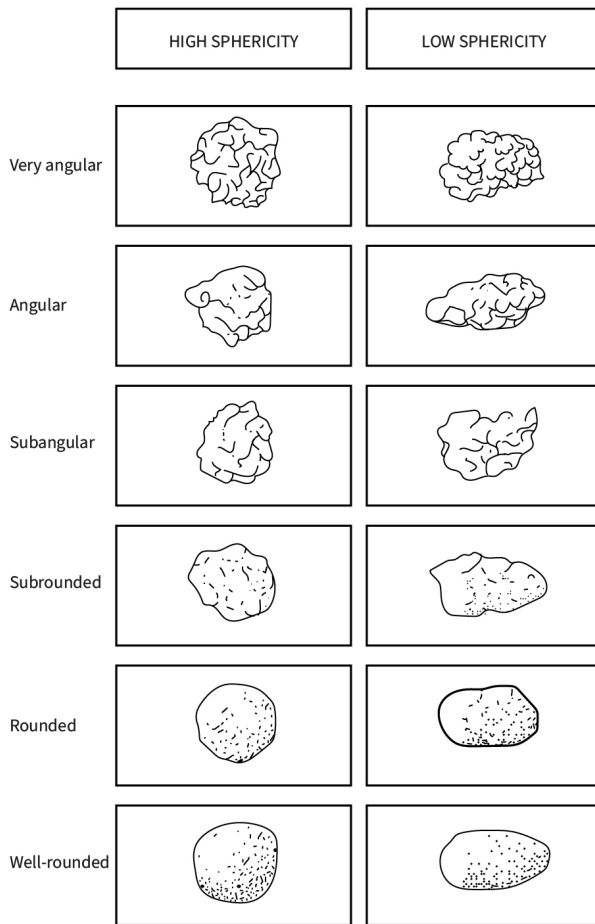 HIGH SPHERICITY
LOW SPHERICITY
Very angular
Angular
Subangular
Subrounded
Rounded
Well-rounded